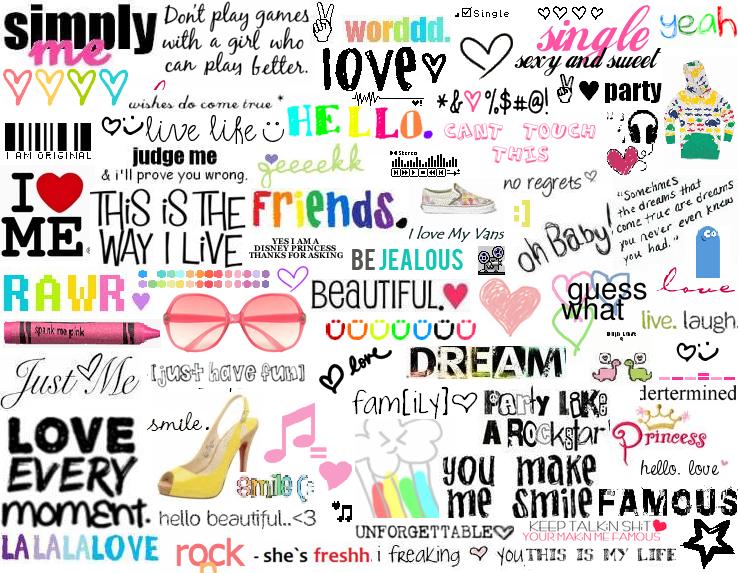 simply
me
Don't play games
with a girl who
can play better.
worddd.
love
Single
single
sexy and sweet
yeah
party
wishes do come true *
*&%$#@!
I AM ORIGINAL
live like
HELLO.
CANT TOUCH
THIS
judge me
& i'll prove you wrong.
geeeekk
Stereo
no regrets
"Sometimes
the dreams that
come true are dreams
you never even knew
you had."
I
ME
THIS iS THE
WAY I LiVE
friends.
YES I AM A
DISNEY PRINCESS
THANKS FOR ASKING
I love My Vans
:]
oh Baby!
BE JEALOUS
RAWR
BEAUTIFUL.
guess
what
love
live. laugh.
spank me pink
Just Me
[just have fun]
love
DREAM
fam[ily]
PARTY LIKE
A ROCKSTAR
determined
Princess
hello. love
LOVE
EVERY
moment.
smile.
smile (:
you make
me smile
FAMOUS
hello beautiful..<3
UNFORGETTABLE
KEEP TALK!N SH!T
YOUR MAK!N ME FAMOUS
LALALALOVE
rock
- she`s freshh.
i freaking you
THIS IS MY LIFE